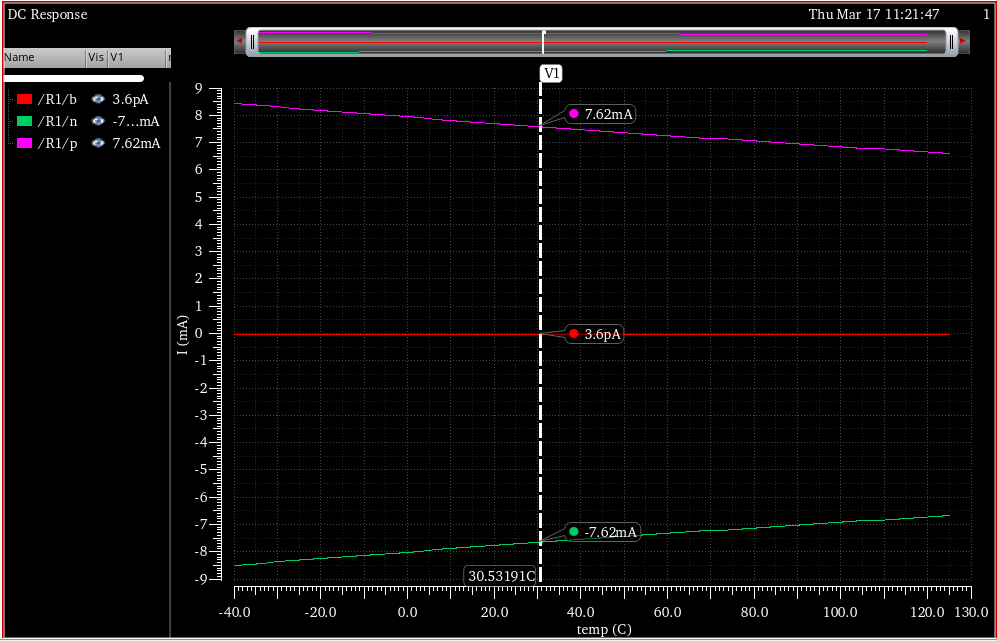 DC Response Thu Mar 17 11:21:47 1
Name Vis V1
/R1/b 3.6pA
/R1/n -7...mA
/R1/p 7.62mA
V1
9
8
7
6
5
4
3
2
1
0
-1
-2
-3
-4
-5
-6
-7
-8
-9
I (mA)
7.62mA
3.6pA
-7.62mA
30.53191C
-40.0 -20.0 0.0 20.0 40.0 60.0 80.0 100.0 120.0 130.0
temp (C)